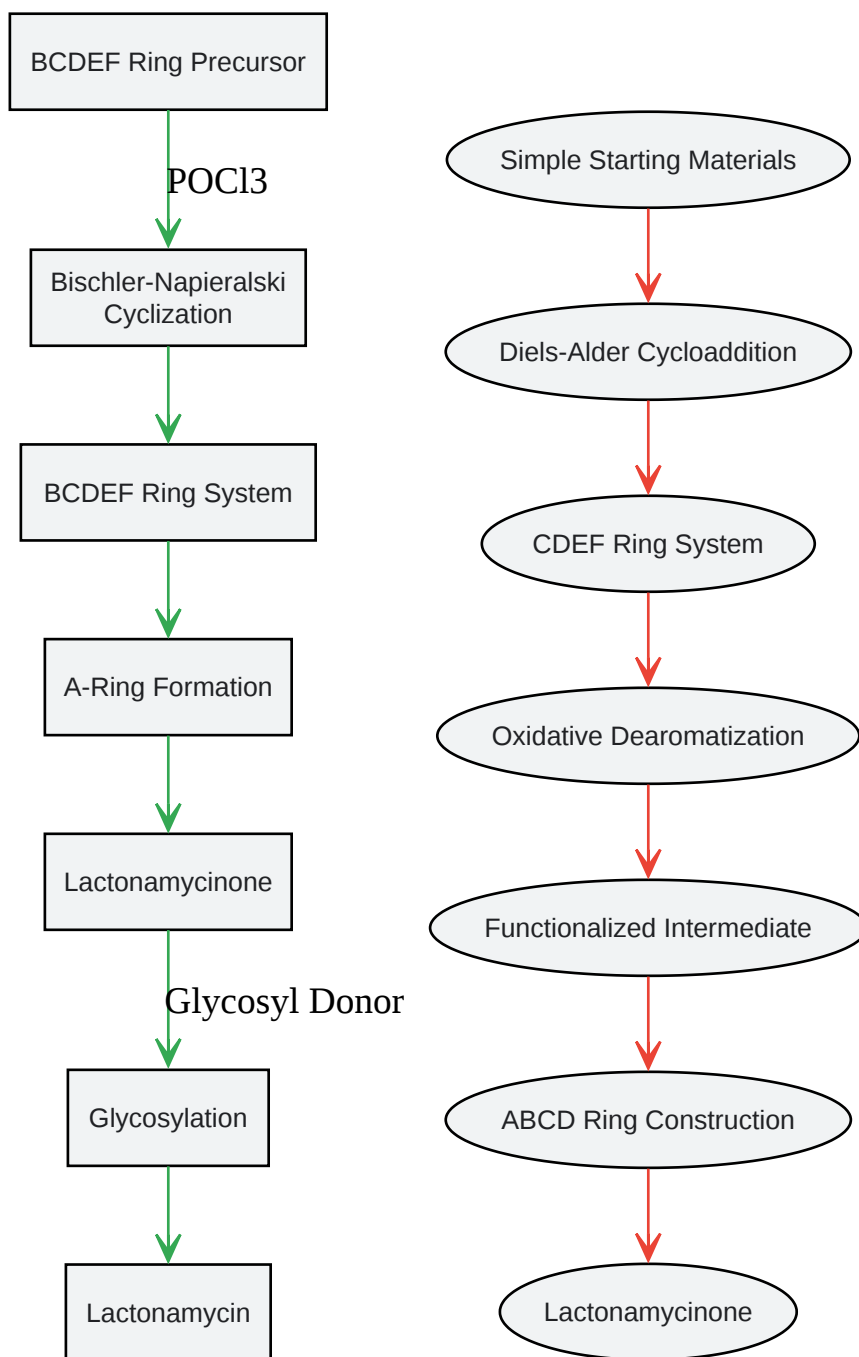 BCDEF Ring Precursor
POCl3
Bischler-Napieralski
Cyclization
BCDEF Ring System
A-Ring Formation
Lactonamycinone
Glycosyl Donor
Glycosylation
Lactonamycin
Simple Starting Materials
Diels-Alder Cycloaddition
CDEF Ring System
Oxidative Dearomatization
Functionalized Intermediate
ABCD Ring Construction
Lactonamycinone